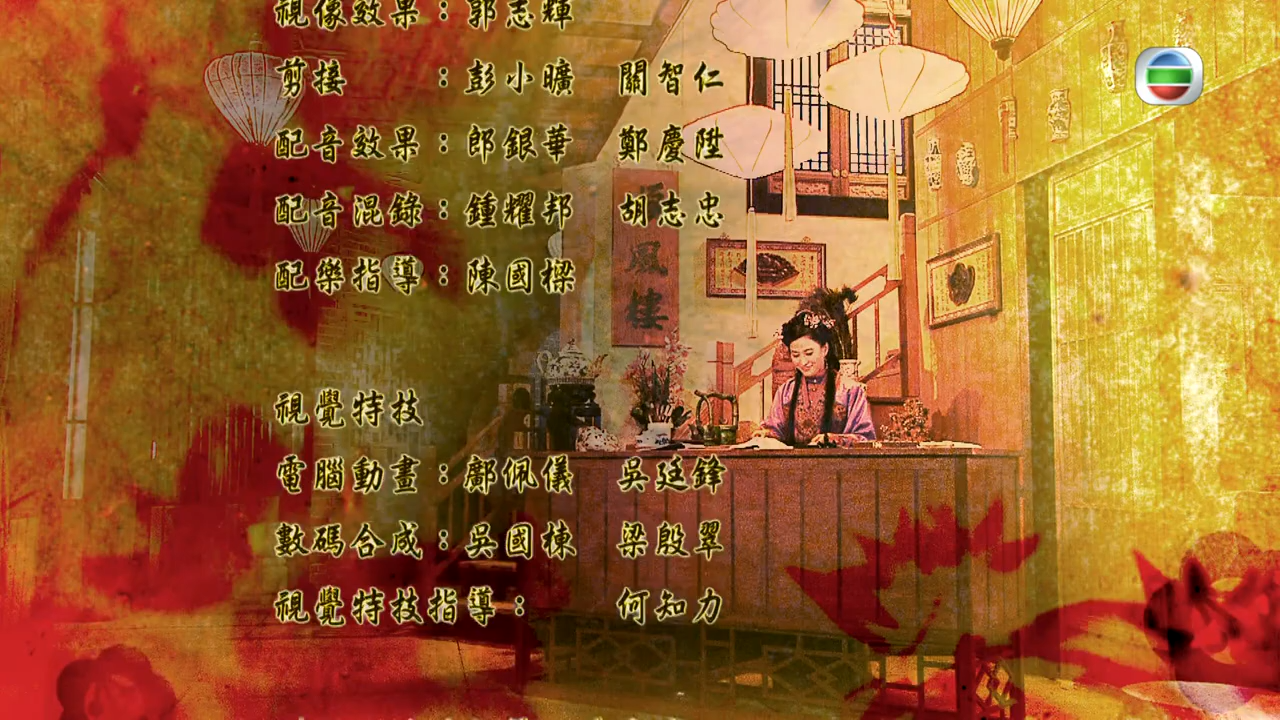 視像效果：郭志輝
剪接　　：彭小曠　關智仁
配音效果：郎銀華　鄭慶陞
配音混錄：鍾耀邦　胡志忠
配樂指導：陳國樑
風樓
視覺特技
電腦動畫：鄺佩儀　吳廷鋒
數碼合成：吳國棟　梁殷翠
視覺特技指導：　　何知力